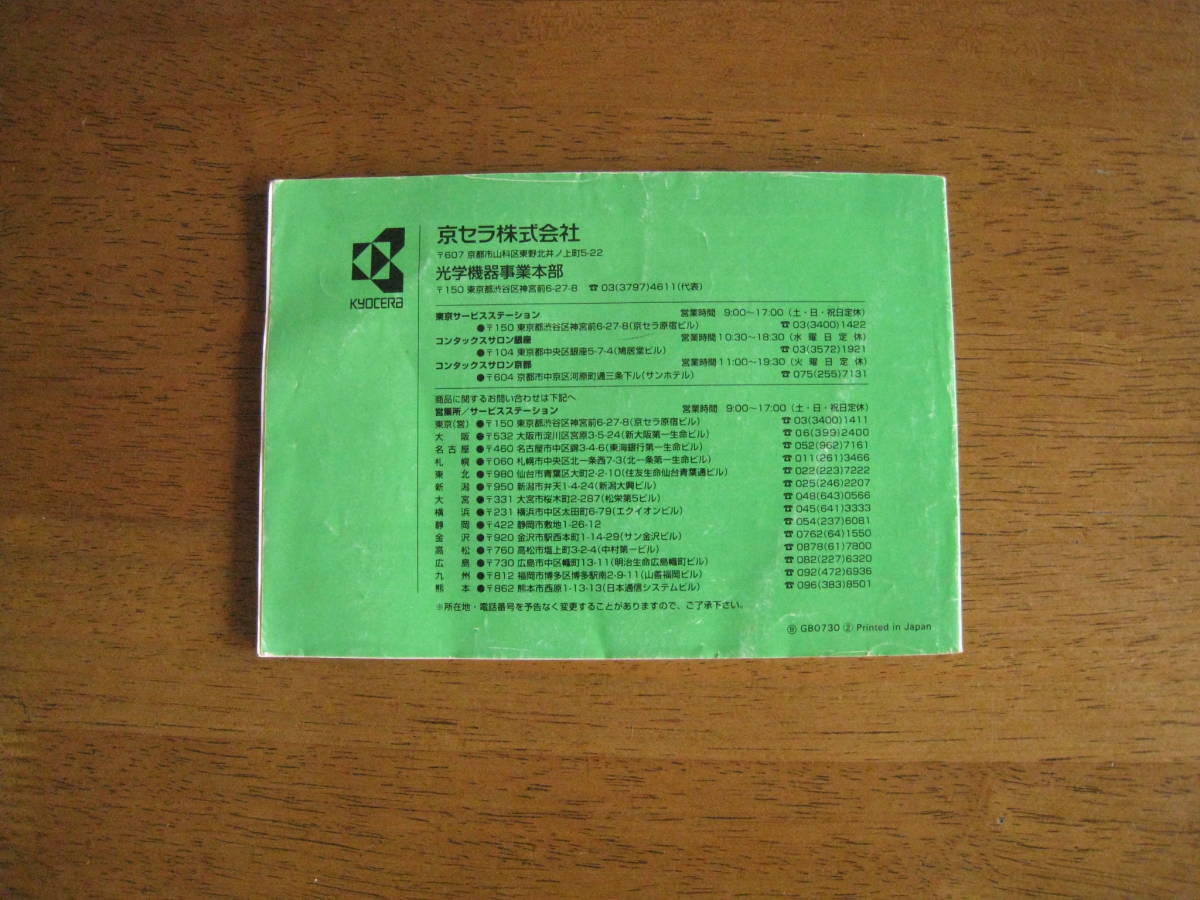 KYOCERA
京セラ株式会社
〒607 京都市山科区東野北井ノ上町5-22
光学機器事業本部
〒150 東京都渋谷区神宮前6-27-8 ☎ 03(3797)4611(代表)
東京サービスステーション 営業時間 9:00〜17:00 (土・日・祝日定休)
●〒150 東京都渋谷区神宮前6-27-8(京セラ原宿ビル) ☎ 03(3400)1422
コンタックスサロン銀座 営業時間 10:30〜18:30 (水曜日定休)
●〒104 東京都中央区銀座5-7-4(鳩居堂ビル) ☎ 03(3572)1921
コンタックスサロン京都 営業時間 11:00〜19:30 (火曜日定休)
●〒604 京都市中京区河原町通三条下ル(サンホテル) ☎ 075(255)7131
商品に関するお問い合わせは下記へ
営業所/サービスステーション 営業時間 9:00〜17:00 (土・日・祝日定休)
東京(営) ●〒150 東京都渋谷区神宮前6-27-8(京セラ原宿ビル) ☎ 03(3400)1411
大阪 ●〒532 大阪市淀川区宮原3-5-24(新大阪第一生命ビル) ☎ 06(399)2400
名古屋 ●〒460 名古屋市中区錦3-4-6(東海銀行第一生命ビル) ☎ 052(962)7161
札幌 ●〒060 札幌市中央区北一条西7-3(北一条第一生命ビル) ☎ 011(261)3466
東北 ●〒980 仙台市青葉区大町2-2-10(住友生命仙台青葉通ビル) ☎ 022(223)7222
新潟 ●〒950 新潟市弁天1-4-24(新潟大興ビル) ☎ 025(246)2207
大宮 ●〒331 大宮市桜木町2-287(松栄第5ビル) ☎ 048(643)0566
横浜 ●〒231 横浜市中区太田町6-79(エクイオンビル) ☎ 045(641)3333
静岡 ●〒422 静岡市敷地1-26-12 ☎ 054(237)6081
金沢 ●〒920 金沢市駅西本町1-14-29(サン金沢ビル) ☎ 0762(64)1550
高松 ●〒760 高松市塩上町3-2-4(中村第一ビル) ☎ 0878(61)7800
広島 ●〒730 広島市中区幟町13-11(明治生命広島幟町ビル) ☎ 082(227)6320
九州 ●〒812 福岡市博多区博多駅南2-9-11(山善福岡ビル) ☎ 092(472)6936
熊本 ●〒862 熊本市西原1-13-13(日本通信システムビル) ☎ 096(383)8501
※所在地・電話番号を予告なく変更することがありますので、ご了承下さい。
GB0730 ② Printed in Japan